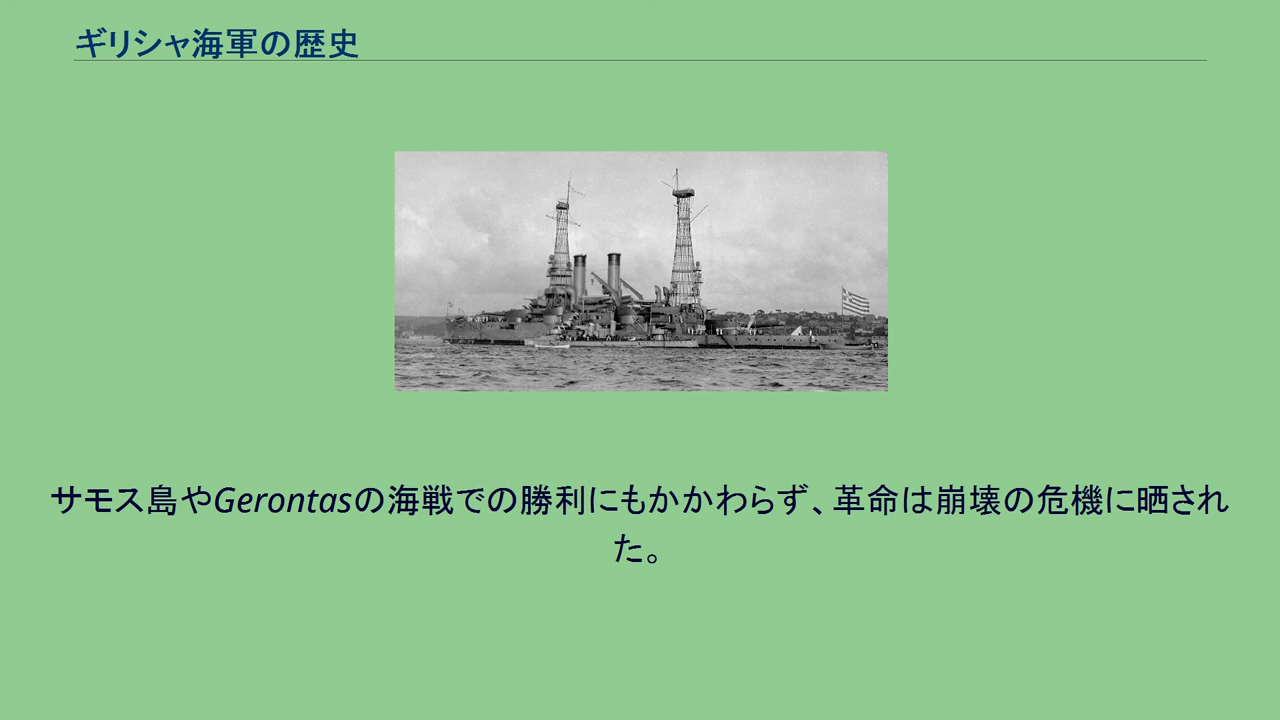 ギリシャ海軍の歴史
サモス島やGerontasの海戦での勝利にもかかわらず、革命は崩壊の危機に晒され
た。